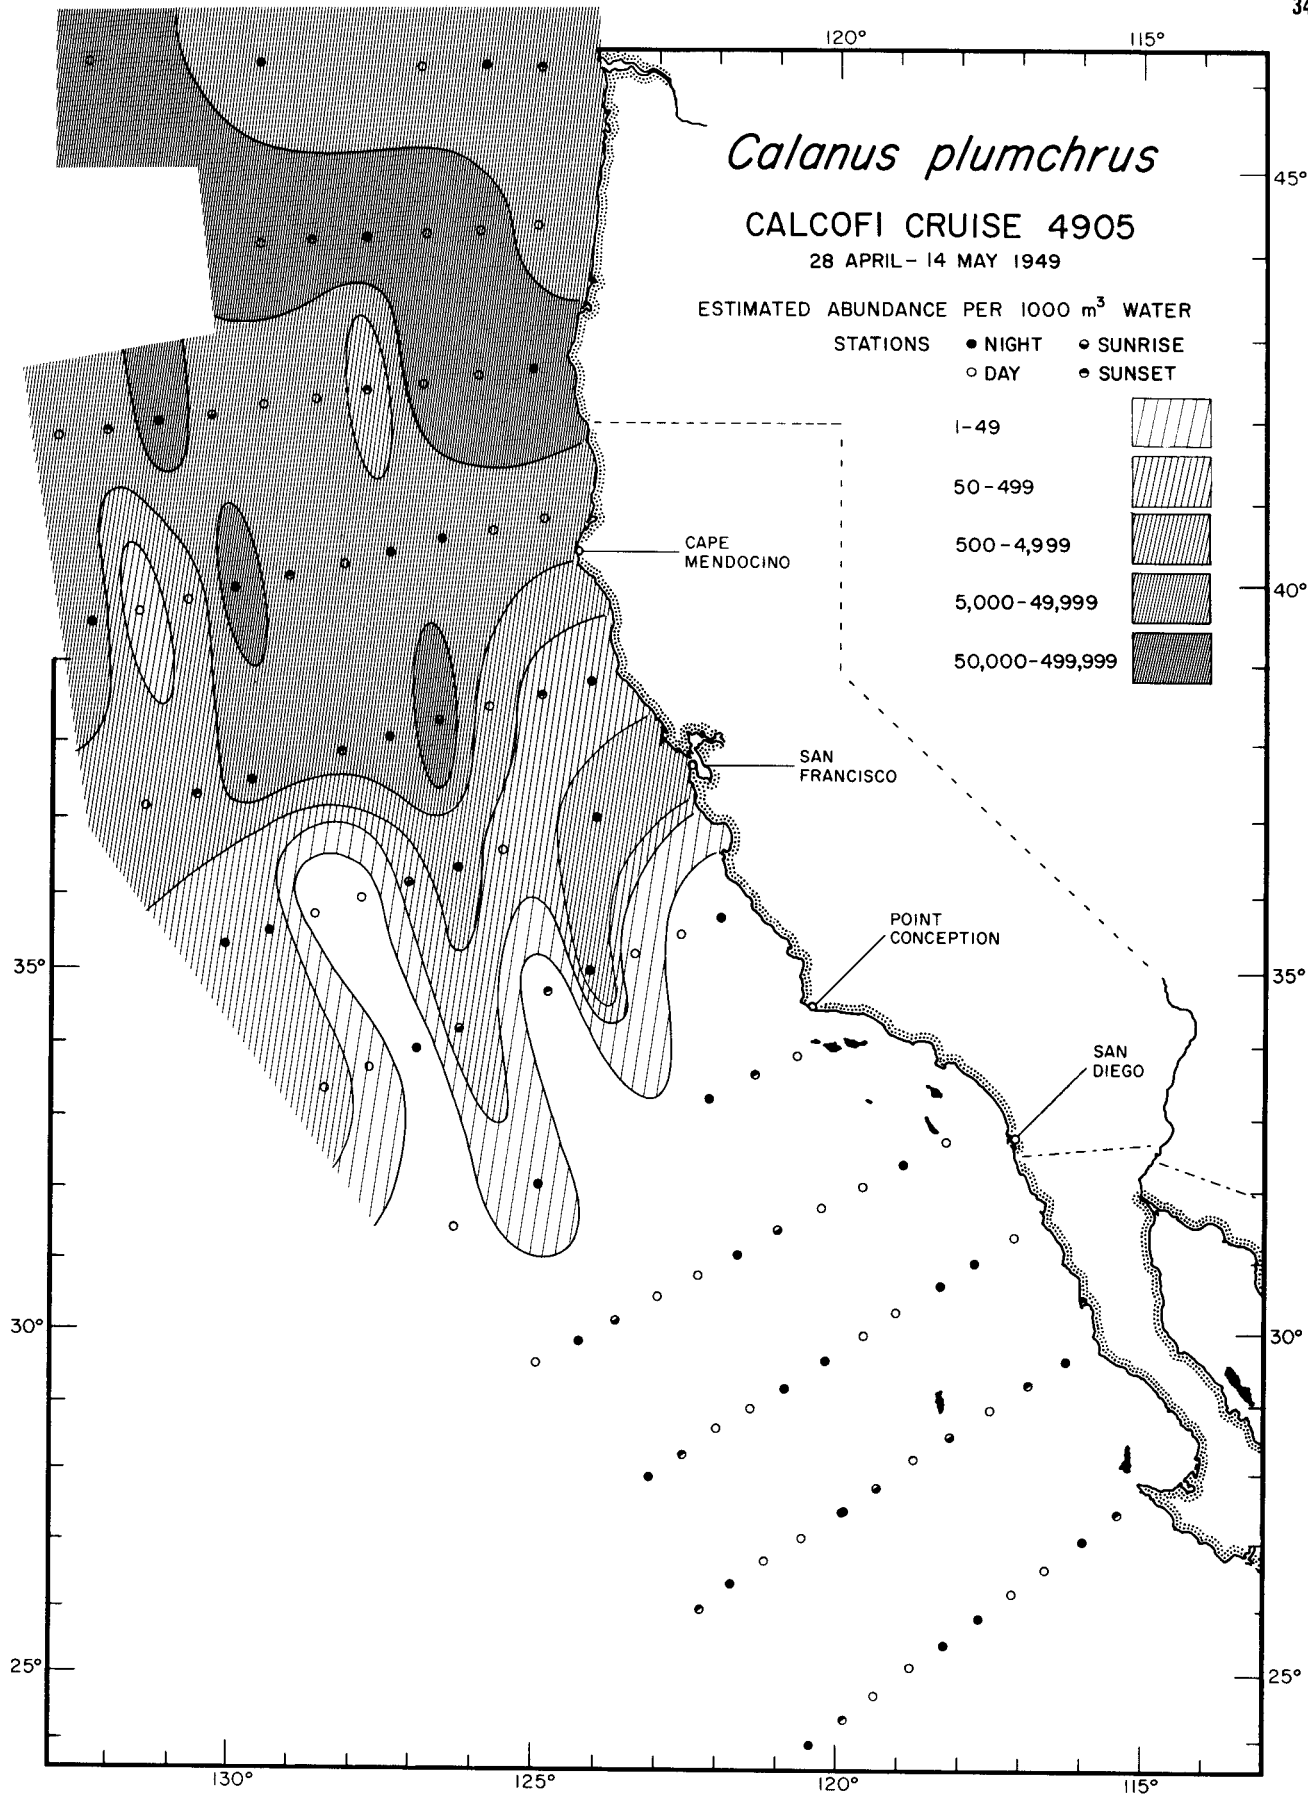 34
120° 115°
Calanus plumchrus
45°
CALCOFI CRUISE 4905
28 APRIL – 14 MAY 1949
ESTIMATED ABUNDANCE PER 1000 m³ WATER
STATIONS ● NIGHT SUNRISE
○ DAY SUNSET
1–49
50–499
500–4,999
5,000–49,999
50,000–499,999
CAPE
MENDOCINO
40°
SAN
FRANCISCO
POINT
CONCEPTION
35° 35°
SAN
DIEGO
30° 30°
25° 25°
130° 125° 120° 115°